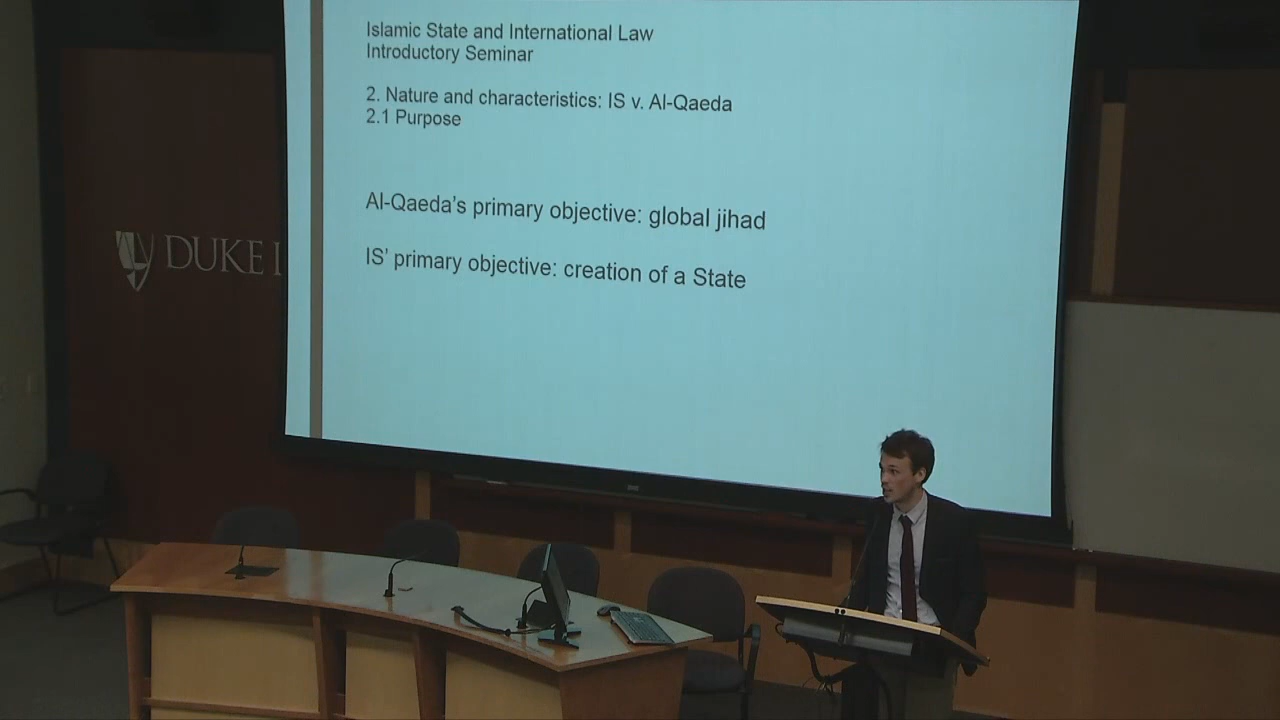 Islamic State and International Law
Introductory Seminar
2. Nature and characteristics: IS v. Al-Qaeda
2.1 Purpose
Al-Qaeda's primary objective: global jihad
IS' primary objective: creation of a State
DUKE